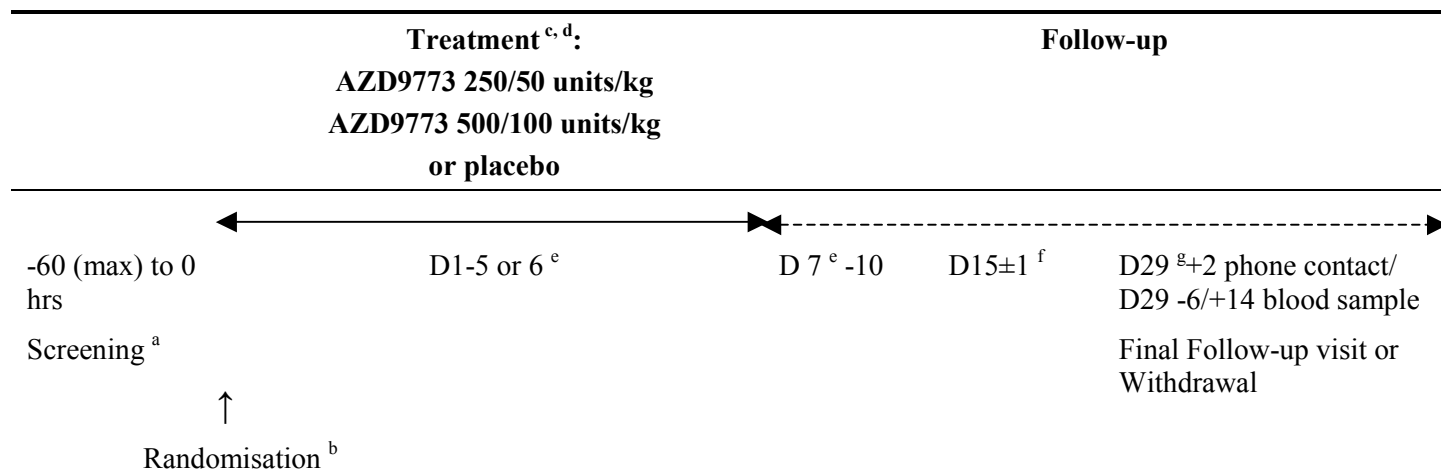 Treatment c, d:
AZD9773 250/50 units/kg
AZD9773 500/100 units/kg
or placebo
Follow-up
-60 (max) to 0
hrs
D1-5 or 6 e
D 7 e -10
D15±1 f
D29 g+2 phone contact/
D29 -6/+14 blood sample
Screening a
Final Follow-up visit or
Withdrawal
↑
Randomisation b